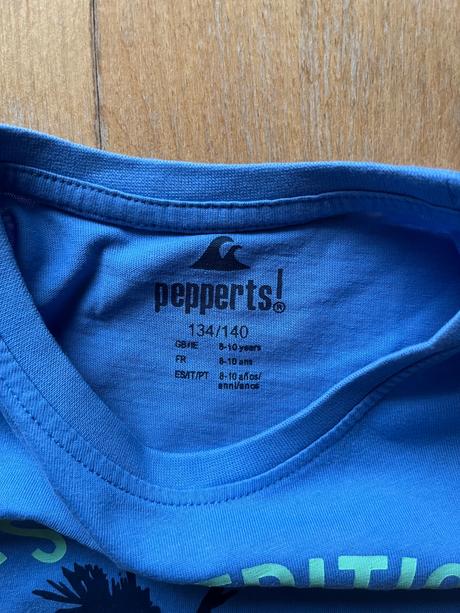 pepperts!®
134/140
GB/IE 8-10 years
FR 8-10 ans
ES/IT/PT 8-10 años/
anni/anos